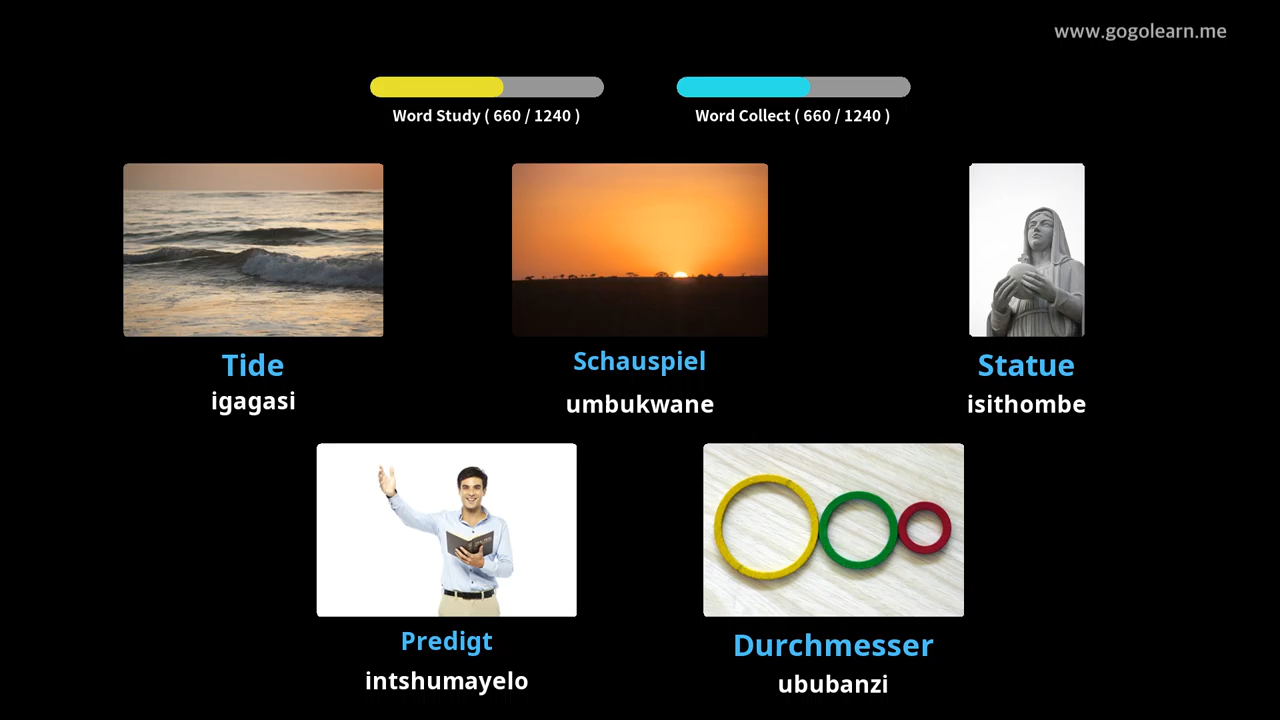 www.gogolearn.me
Word Study ( 660 / 1240 )
Word Collect ( 660 / 1240 )
Tide
igagasi
Schauspiel
umbukwane
Statue
isithombe
Predigt
intshumayelo
Durchmesser
ububanzi